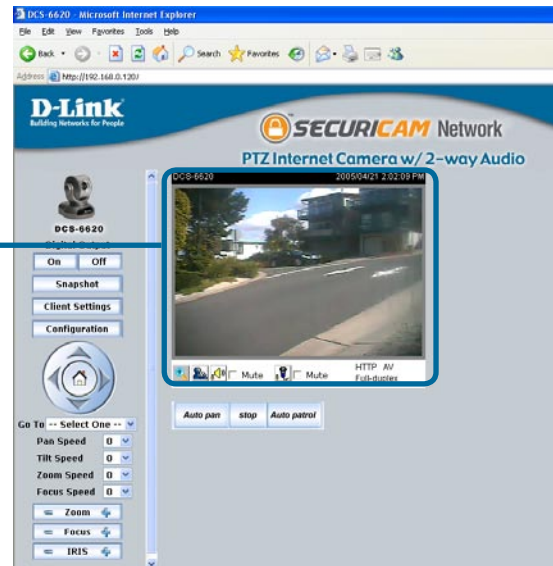 DCS-6620 - Microsoft Internet Explorer
File Edit View Favorites Tools Help
Back Search Favorites
Address http://192.168.0.120/
D-Link
Building Networks for People
SECURICAM Network
PTZ Internet Camera w/ 2-way Audio
DCS-6620 2005/04/21 2:02:09 PM
DCS-6620
Digital Output
On Off
Snapshot
Client Settings
Configuration
Mute Mute HTTP AV
Full-duplex
Auto pan stop Auto patrol
Go To -- Select One --
Pan Speed 0
Tilt Speed 0
Zoom Speed 0
Focus Speed 0
Zoom
Focus
IRIS